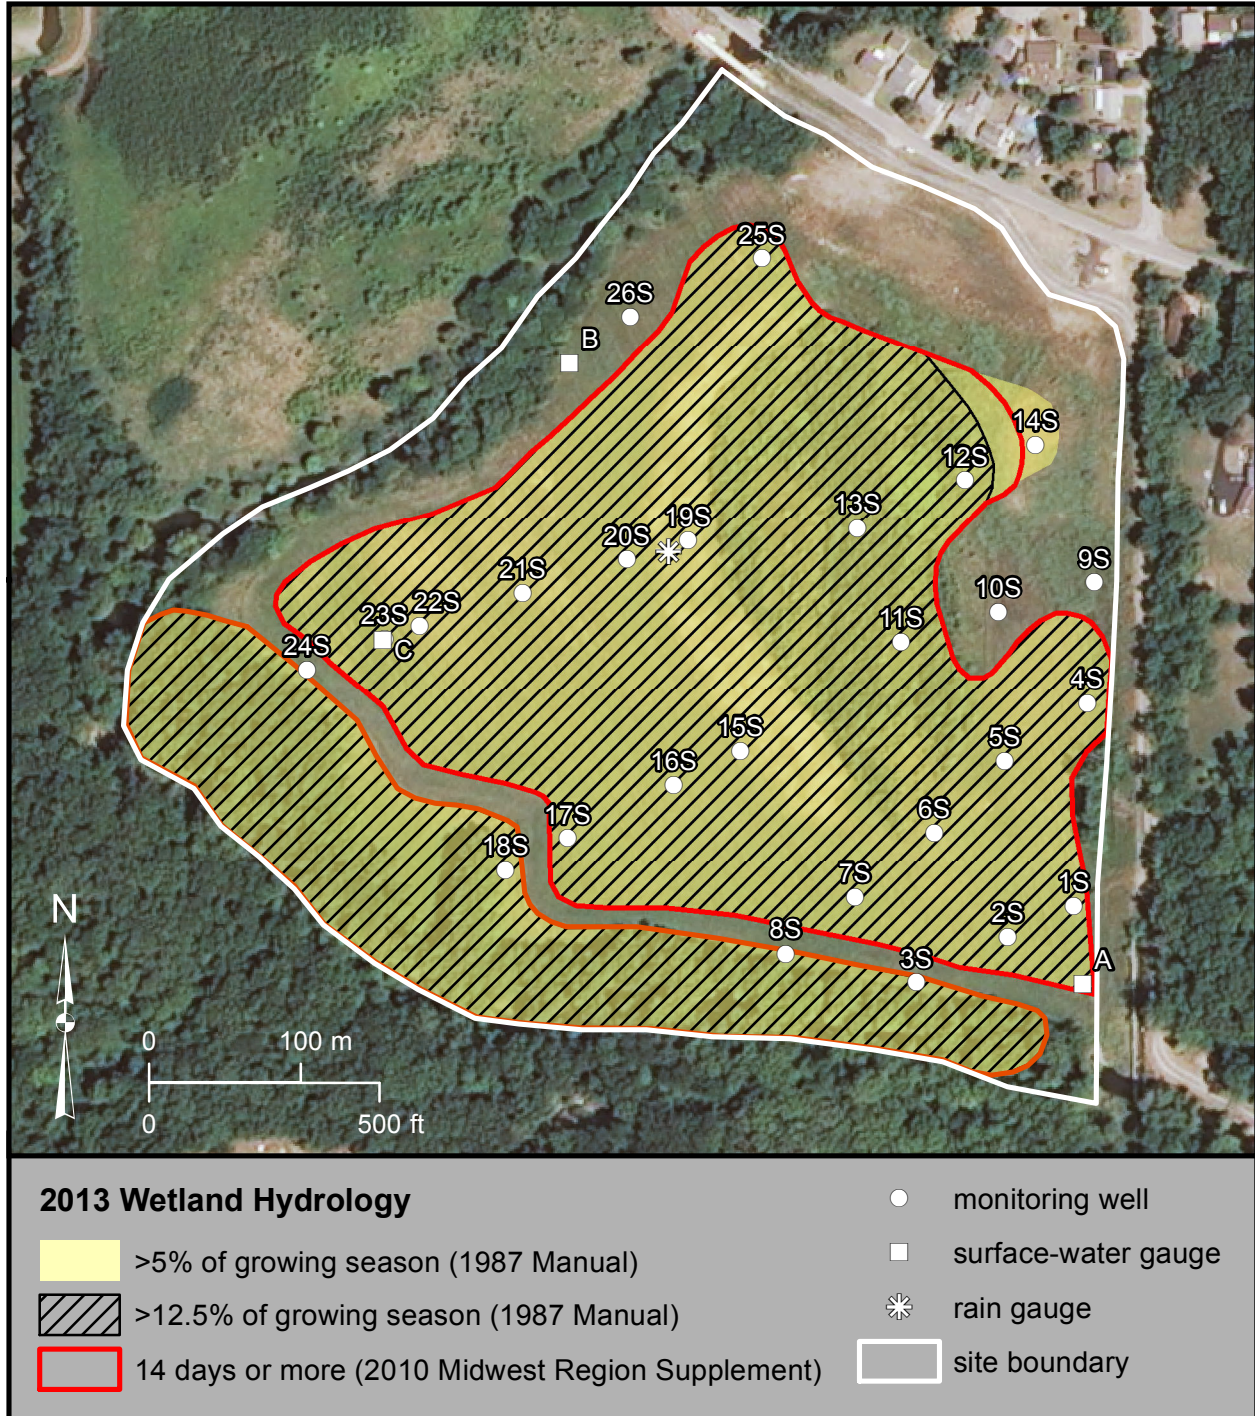 25S
26S
B
14S
12S
13S
19S
20S
9S
21S
10S
22S
23S
11S
C
24S
4S
15S
5S
16S
6S
17S
18S
7S
1S
2S
8S
A
3S
N
0 100 m
0 500 ft
2013 Wetland Hydrology
>5% of growing season (1987 Manual)
>12.5% of growing season (1987 Manual)
14 days or more (2010 Midwest Region Supplement)
monitoring well
surface-water gauge
rain gauge
site boundary